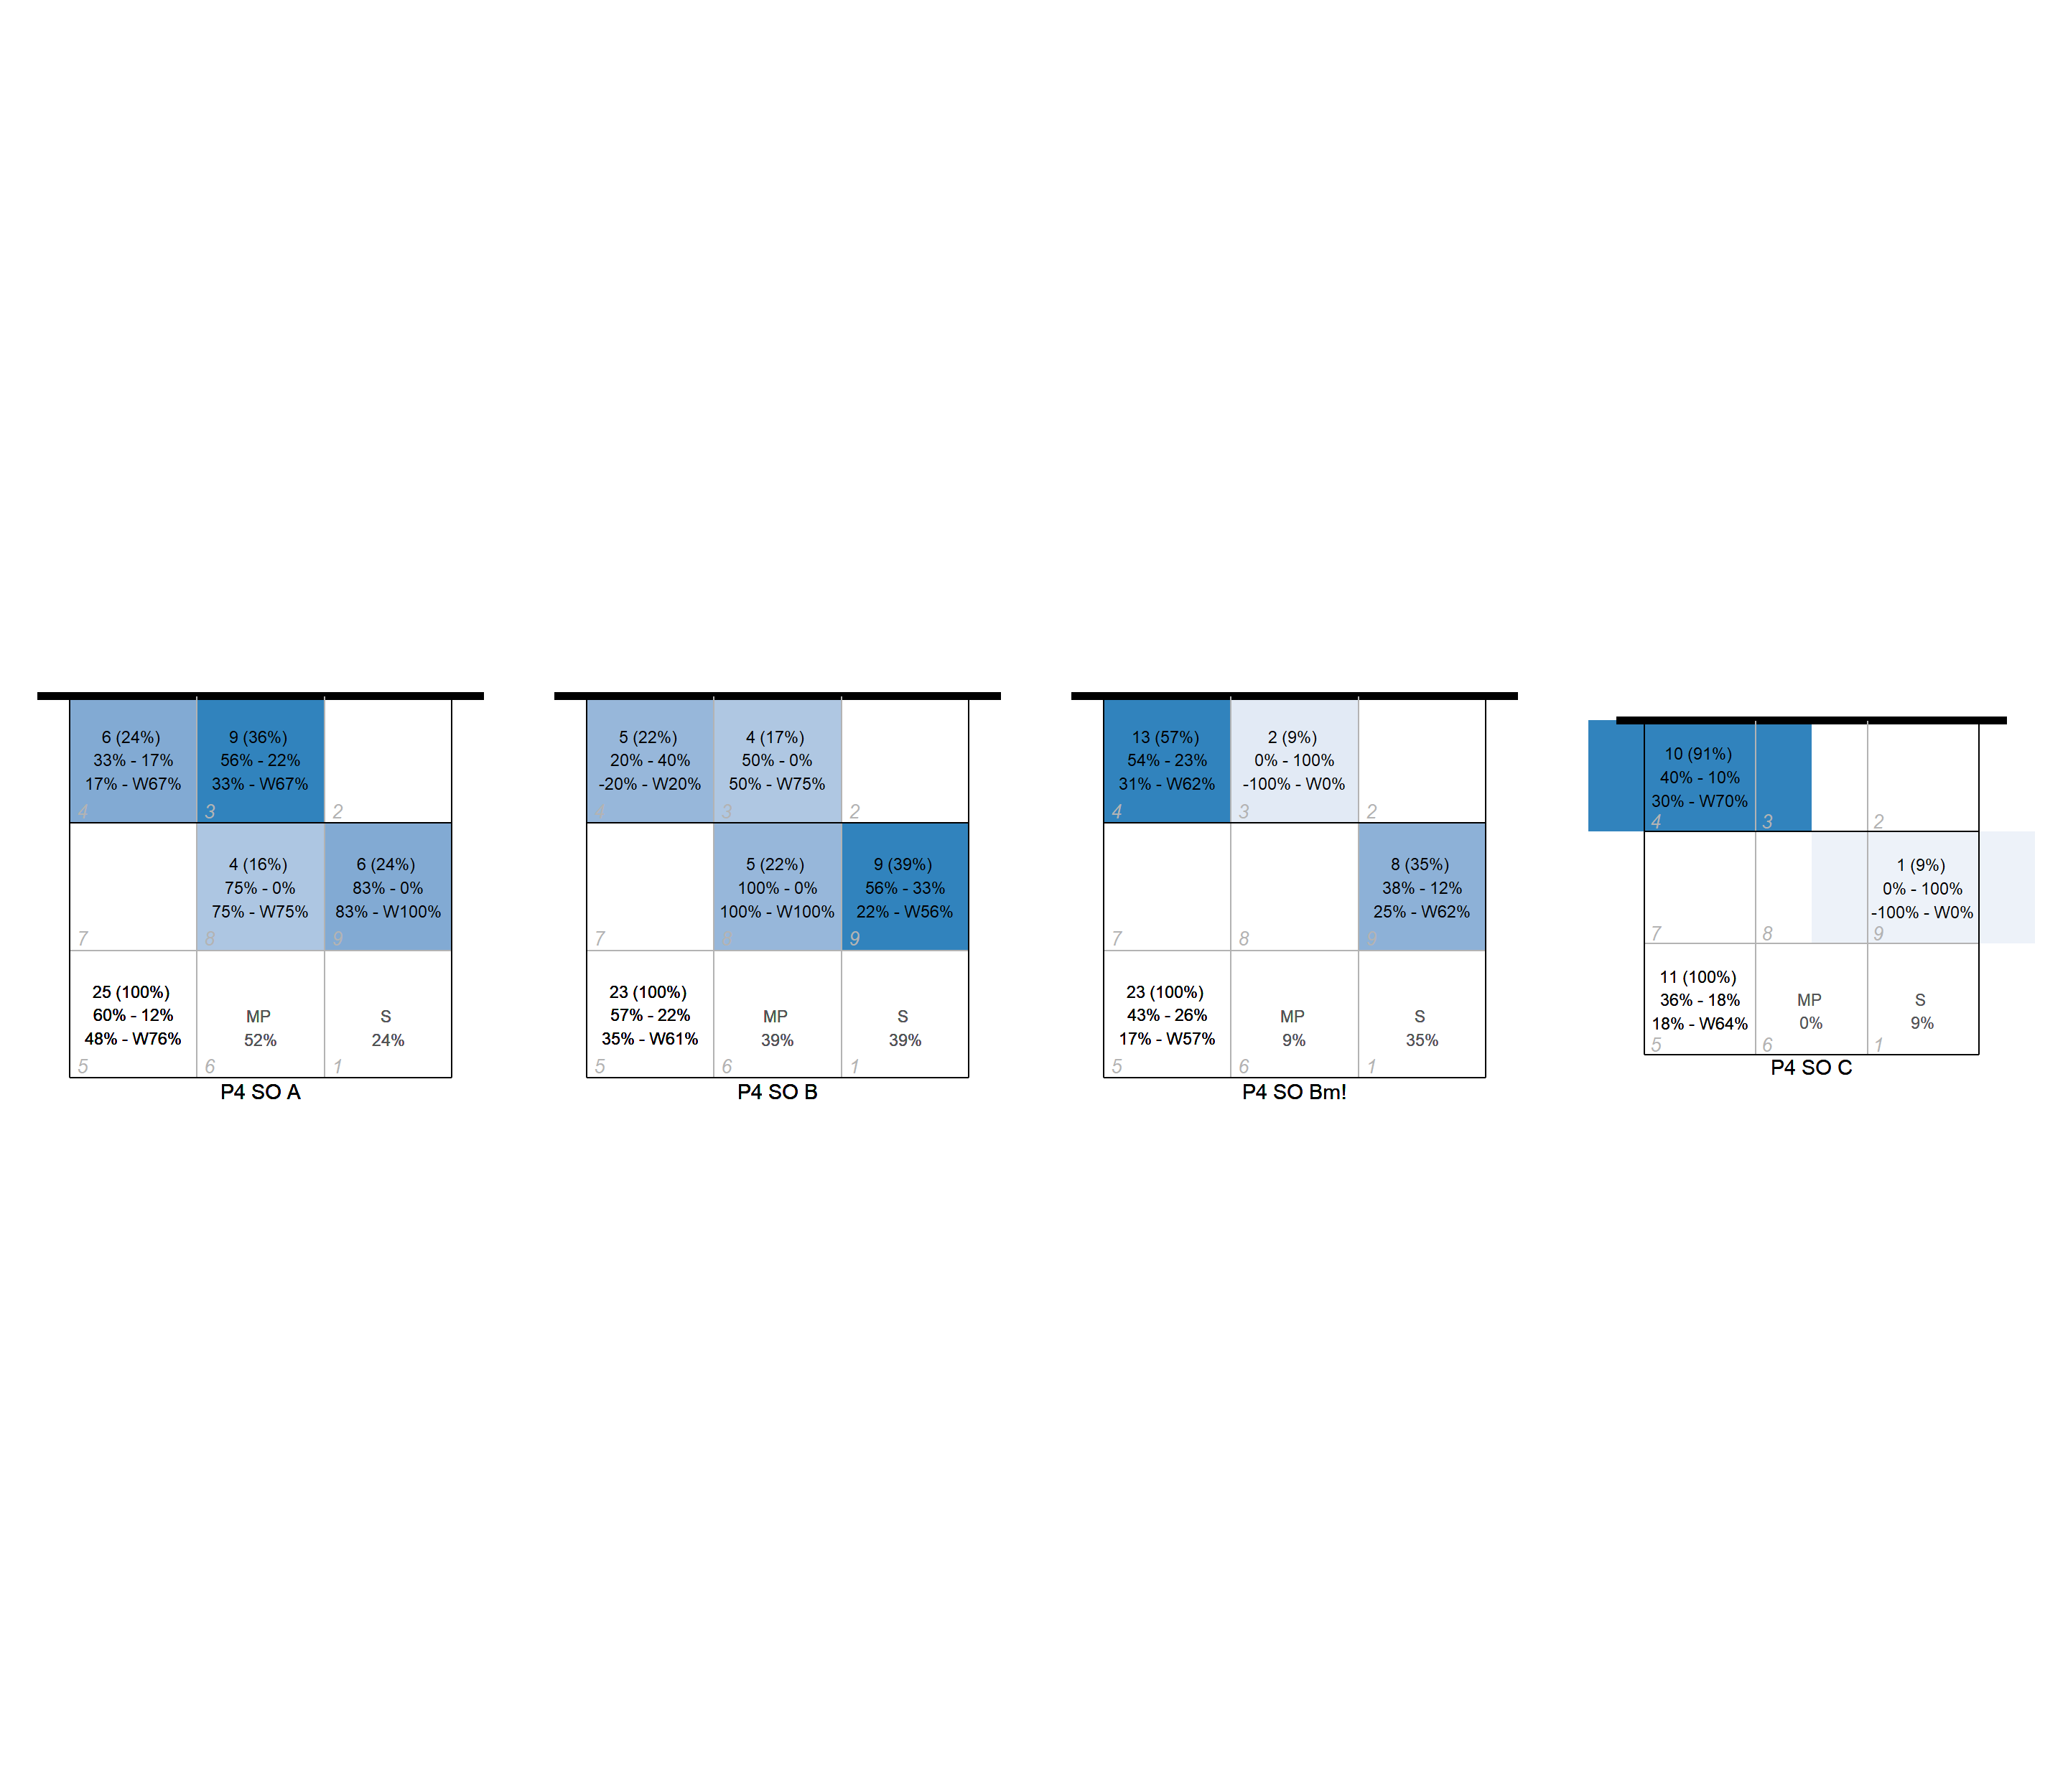 6 (24%)
33% - 17%
17% - W67%
4
9 (36%)
56% - 22%
33% - W67%
3
2
7
4 (16%)
75% - 0%
75% - W75%
8
6 (24%)
83% - 0%
83% - W100%
9
25 (100%)
60% - 12%
48% - W76%
5
MP
52%
6
S
24%
1
P4 SO A
5 (22%)
20% - 40%
-20% - W20%
4
4 (17%)
50% - 0%
50% - W75%
3
2
7
5 (22%)
100% - 0%
100% - W100%
8
9 (39%)
56% - 33%
22% - W56%
9
23 (100%)
57% - 22%
35% - W61%
5
MP
39%
6
S
39%
1
P4 SO B
13 (57%)
54% - 23%
31% - W62%
4
2 (9%)
0% - 100%
-100% - W0%
3
2
7
8
8 (35%)
38% - 12%
25% - W62%
9
23 (100%)
43% - 26%
17% - W57%
5
MP
9%
6
S
35%
1
P4 SO Bm!
10 (91%)
40% - 10%
30% - W70%
4
3
2
7
8
1 (9%)
0% - 100%
-100% - W0%
9
11 (100%)
36% - 18%
18% - W64%
5
MP
0%
6
S
9%
1
P4 SO C